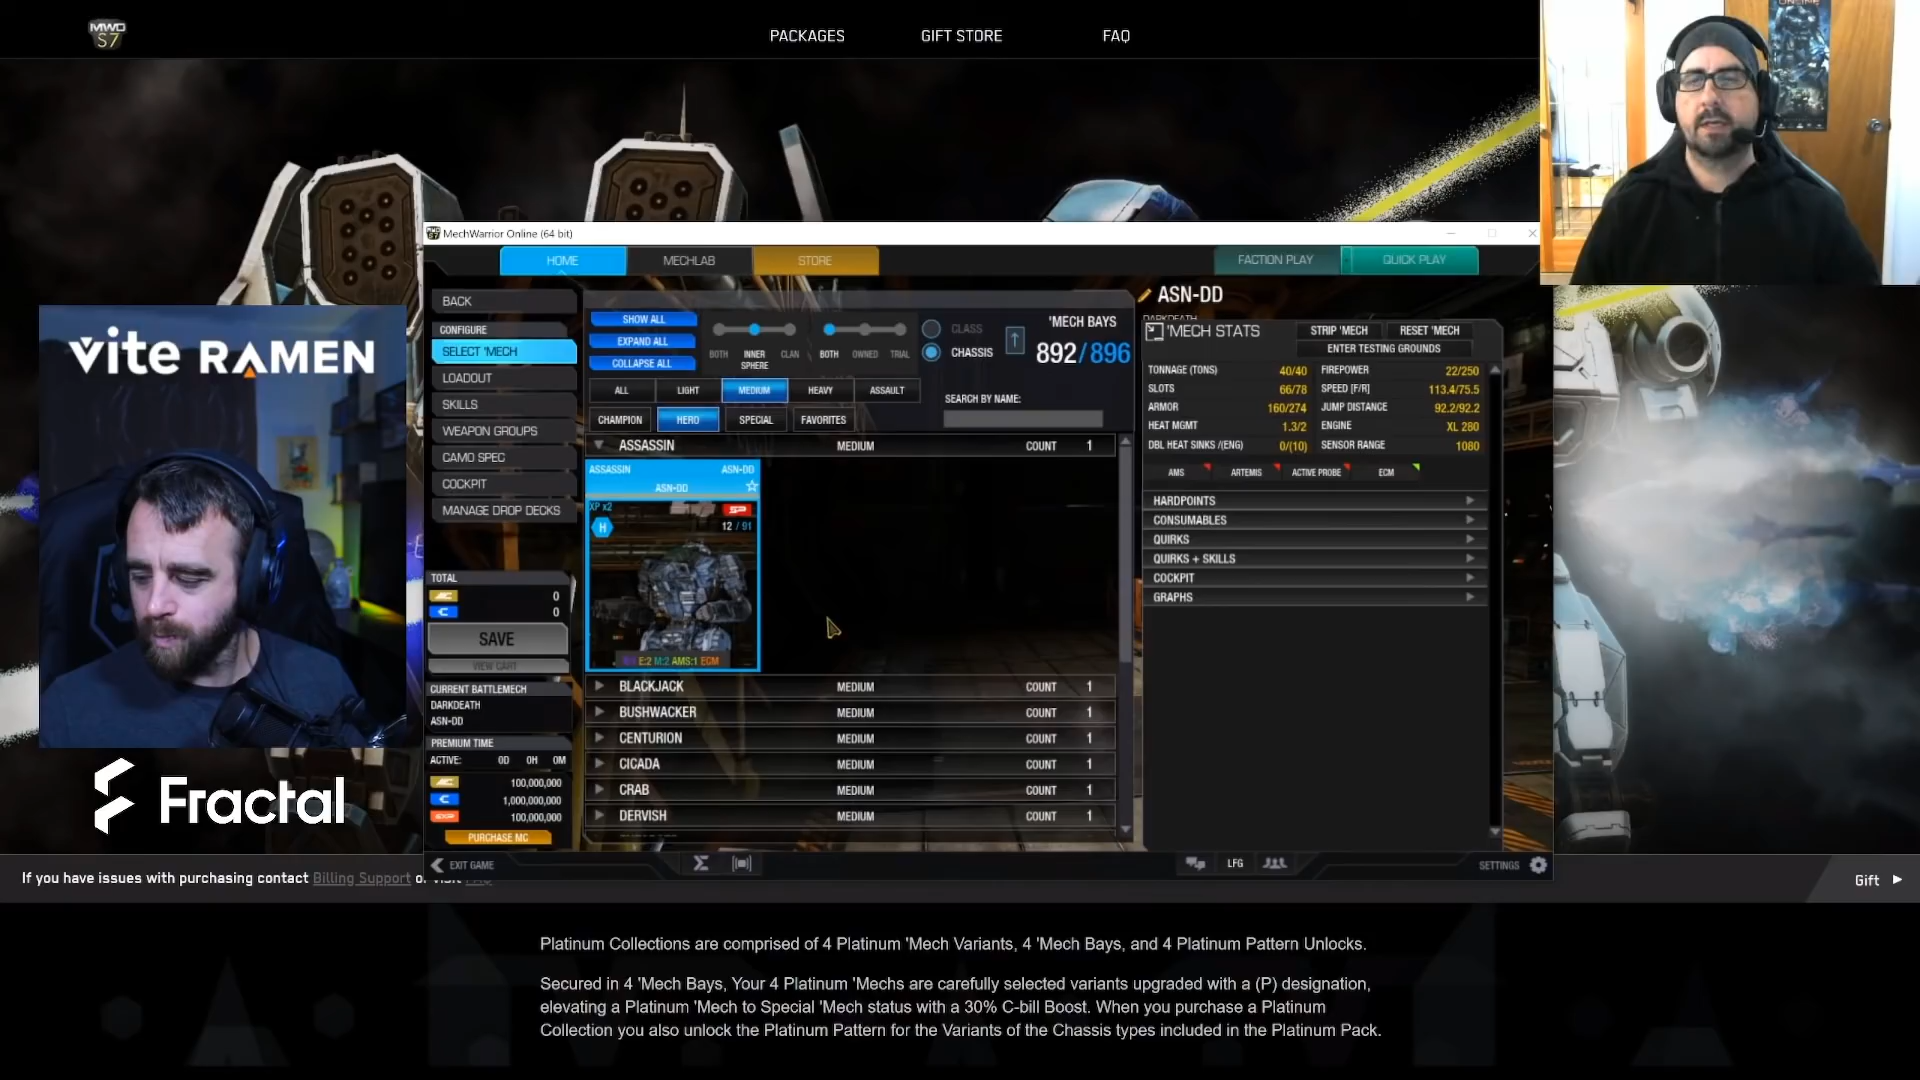 MWO
S7
PACKAGES
GIFT STORE
FAQ
MechWarrior Online (64 bit)
HOME
MECHLAB
STORE
FACTION PLAY
QUICK PLAY
BACK
CONFIGURE
SELECT 'MECH
LOADOUT
SKILLS
WEAPON GROUPS
CAMO SPEC
COCKPIT
MANAGE DROP DECKS
SHOW ALL
EXPAND ALL
COLLAPSE ALL
BOTH
INNER SPHERE
CLAN
BOTH
OWNED
TRIAL
CLASS
CHASSIS
'MECH BAYS
892/896
ALL
LIGHT
MEDIUM
HEAVY
ASSAULT
SEARCH BY NAME:
CHAMPION
HERO
SPECIAL
FAVORITES
ASSASSIN MEDIUM COUNT 1
ASSASSIN ASN-DD
ASN-DD
XP x2
H
12 / 91
E:2 M:2 AMS:1 ECM
BLACKJACK MEDIUM COUNT 1
BUSHWACKER MEDIUM COUNT 1
CENTURION MEDIUM COUNT 1
CICADA MEDIUM COUNT 1
CRAB MEDIUM COUNT 1
DERVISH MEDIUM COUNT 1
ASN-DD
DARKDEATH
'MECH STATS
STRIP 'MECH
RESET 'MECH
ENTER TESTING GROUNDS
TONNAGE (TONS) 40/40 FIREPOWER 22/250
SLOTS 66/78 SPEED [F/R] 113.4/75.5
ARMOR 160/274 JUMP DISTANCE 92.2/92.2
HEAT MGMT 1.3/2 ENGINE XL 280
DBL HEAT SINKS /(ENG) 0/(10) SENSOR RANGE 1080
AMS
ARTEMIS
ACTIVE PROBE
ECM
HARDPOINTS
CONSUMABLES
QUIRKS
QUIRKS + SKILLS
COCKPIT
GRAPHS
TOTAL
0
C 0
SAVE
VIEW CART
CURRENT BATTLEMECH
DARKDEATH
ASN-DD
PREMIUM TIME
ACTIVE: 0D 0H 0M
100,000,000
C 1,000,000,000
100,000,000
PURCHASE MC
EXIT GAME
LFG
SETTINGS
Vite RAMEN
Fractal
If you have issues with purchasing contact Billing Support or
Gift
Platinum Collections are comprised of 4 Platinum 'Mech Variants, 4 'Mech Bays, and 4 Platinum Pattern Unlocks.
Secured in 4 'Mech Bays, Your 4 Platinum 'Mechs are carefully selected variants upgraded with a (P) designation,
elevating a Platinum 'Mech to Special 'Mech status with a 30% C-bill Boost. When you purchase a Platinum
Collection you also unlock the Platinum Pattern for the Variants of the Chassis types included in the Platinum Pack.